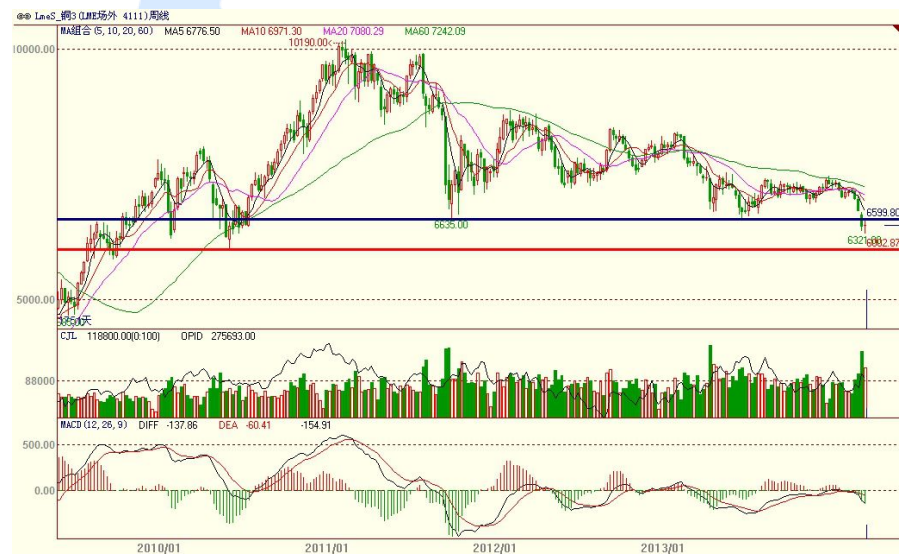 LmeS_铜3(LME场外 4111)周线
MA组合(5,10,20,60) MA5 6776.50 MA10 6971.30 MA20 7080.29 MA60 7242.09
10190.00
10000.00
6599.80
6635.00
6321.00
6002.87
5000.00
CJL 118800.00(0:100) OPID 275693.00
88000
MACD(12,26,9) DIFF -137.86 DEA -60.41 -154.91
500.00
0.00
2010/01 2011/01 2012/01 2013/01